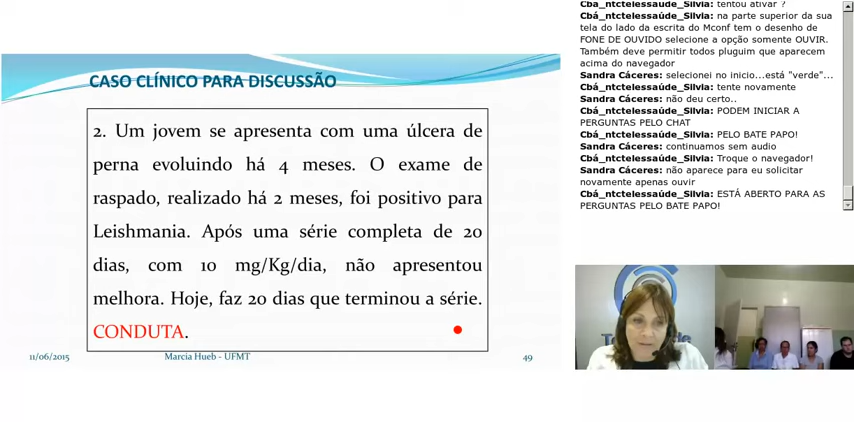 CASO CLÍNICO PARA DISCUSSÃO
2. Um jovem se apresenta com uma úlcera de
perna evoluindo há 4 meses. O exame de
raspado, realizado há 2 meses, foi positivo para
Leishmania. Após uma série completa de 20
dias, com 10 mg/Kg/dia, não apresentou
melhora. Hoje, faz 20 dias que terminou a série.
CONDUTA.
11/06/2015
Marcia Hueb - UFMT
49
Cbá_ntctelessaúde_Silvia: tentou ativar ?
Cbá_ntctelessaúde_Silvia: na parte superior da sua
tela do lado da escrita do Mconf tem o desenho de
FONE DE OUVIDO selecione a opção somente OUVIR.
Também deve permitir todos pluguim que aparecem
acima do navegador
Sandra Cáceres: selecionei no inicio...está "verde"...
Cbá_ntctelessaúde_Silvia: tente novamente
Sandra Cáceres: não deu certo..
Cbá_ntctelessaúde_Silvia: PODEM INICIAR A
PERGUNTAS PELO CHAT
Cbá_ntctelessaúde_Silvia: PELO BATE PAPO!
Sandra Cáceres: continuamos sem audio
Cbá_ntctelessaúde_Silvia: Troque o navegador!
Sandra Cáceres: não aparece para eu solicitar
novamente apenas ouvir
Cbá_ntctelessaúde_Silvia: ESTÁ ABERTO PARA AS
PERGUNTAS PELO BATE PAPO!